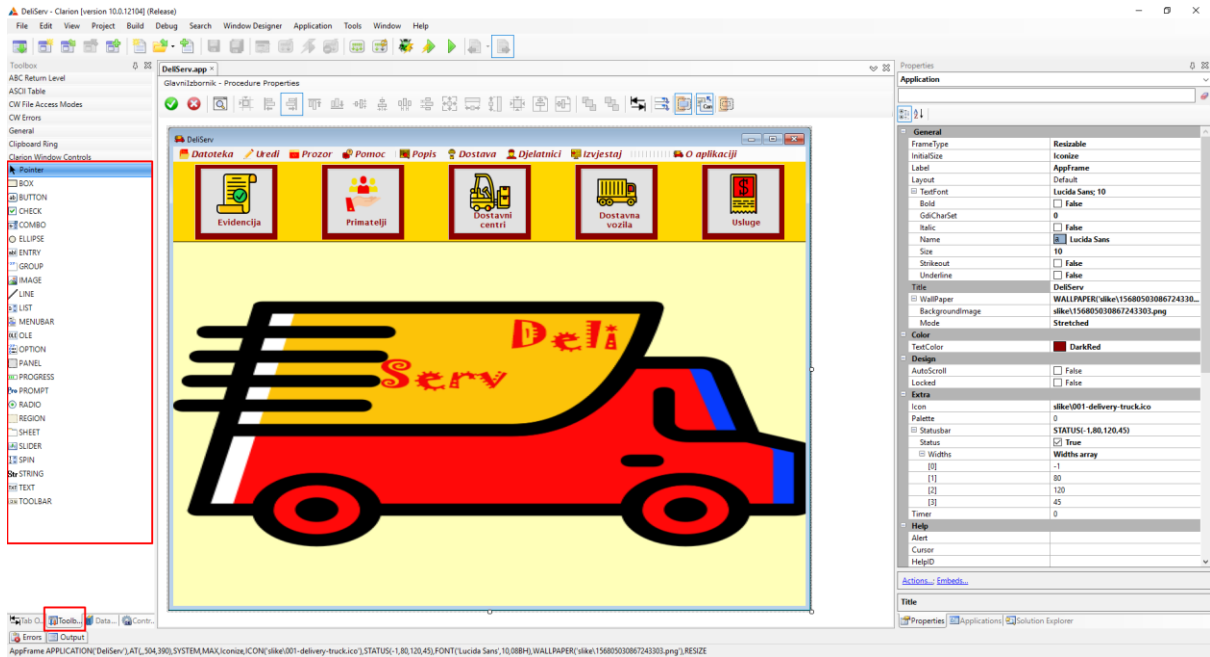 DeliServ - Clarion [version 10.0.12104] (Release)
File Edit View Project Build Debug Search Window Designer Application Tools Window Help
Toolbox
ABC Return Level
ASCII Table
CW File Access Modes
CW Errors
General
Clipboard Ring
Clarion Window Controls
Pointer
BOX
BUTTON
CHECK
COMBO
ELLIPSE
ENTRY
GROUP
IMAGE
LINE
LIST
MENUBAR
OLE
OPTION
PANEL
PROGRESS
PROMPT
RADIO
REGION
SHEET
SLIDER
SPIN
Str STRING
TEXT
TOOLBAR
Tab O... Toolb... Data... Contr...
Errors Output
DeliServ.app
GlavniIzbornik - Procedure Properties
DeliServ
Datoteka Uredi Prozor Pomoc Popis Dostava Djelatnici Izvjestaj O aplikaciji
Evidencija
Primatelji
Dostavni
centri
Dostavna
vozila
Usluge
Deli
Serv
Properties
Application
General
FrameType Resizable
InitialSize Iconize
Label AppFrame
Layout Default
TextFont Lucida Sans; 10
Bold False
GdiCharSet 0
Italic False
Name Lucida Sans
Size 10
Strikeout False
Underline False
Title DeliServ
WallPaper WALLPAPER('slike\15680503086724330...
BackgroundImage slike\156805030867243303.png
Mode Stretched
Color
TextColor DarkRed
Design
AutoScroll False
Locked False
Extra
Icon slike\001-delivery-truck.ico
Palette 0
Statusbar STATUS(-1,80,120,45)
Status True
Widths Widths array
[0] -1
[1] 80
[2] 120
[3] 45
Timer 0
Help
Alert
Cursor
HelpID
Actions...; Embeds...
Title
Properties Applications Solution Explorer
AppFrame APPLICATION('DeliServ'),AT(,,504,390),SYSTEM,MAX,Iconize,ICON('slike\001-delivery-truck.ico'),STATUS(-1,80,120,45),FONT('Lucida Sans',10,08BH),WALLPAPER('slike\156805030867243303.png'),RESIZE